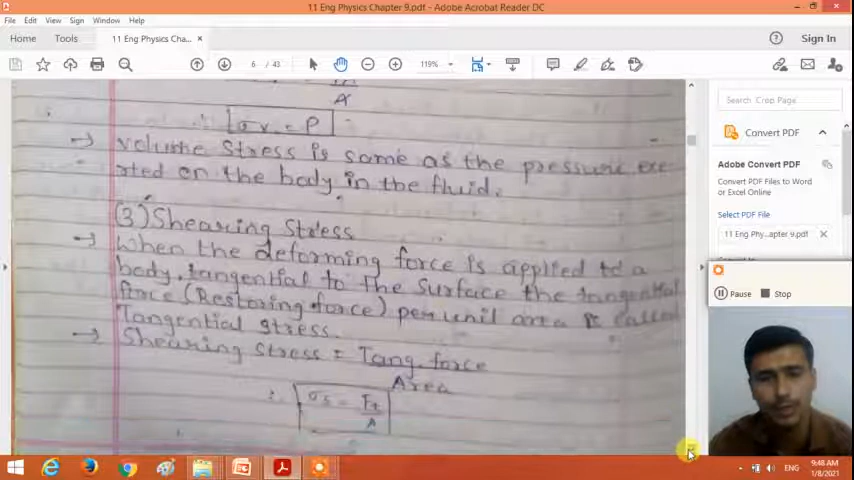 11 Eng Physics Chapter 9.pdf - Adobe Acrobat Reader DC
File Edit View Sign Window Help
Home Tools 11 Eng Physics Cha... × Sign In
6 / 43 119%
A
∴ σv = P
→ volume stress is same as the pressure exe-
rted on the body in the fluid.
(3) Shearing Stress
→ When the deforming force is applied to a
body, tangential to the surface the tangential
force (Restoring force) per unit area is called
Tangential stress.
→ Shearing stress = Tang. force
Area
∴ σs = Ft
A
Search 'Crop Page'
Convert PDF
Adobe Convert PDF
Convert PDF Files to Word
or Excel Online
Select PDF File
11 Eng Phy...apter 9.pdf ×
Pause Stop
ENG
9:48 AM
1/8/2021